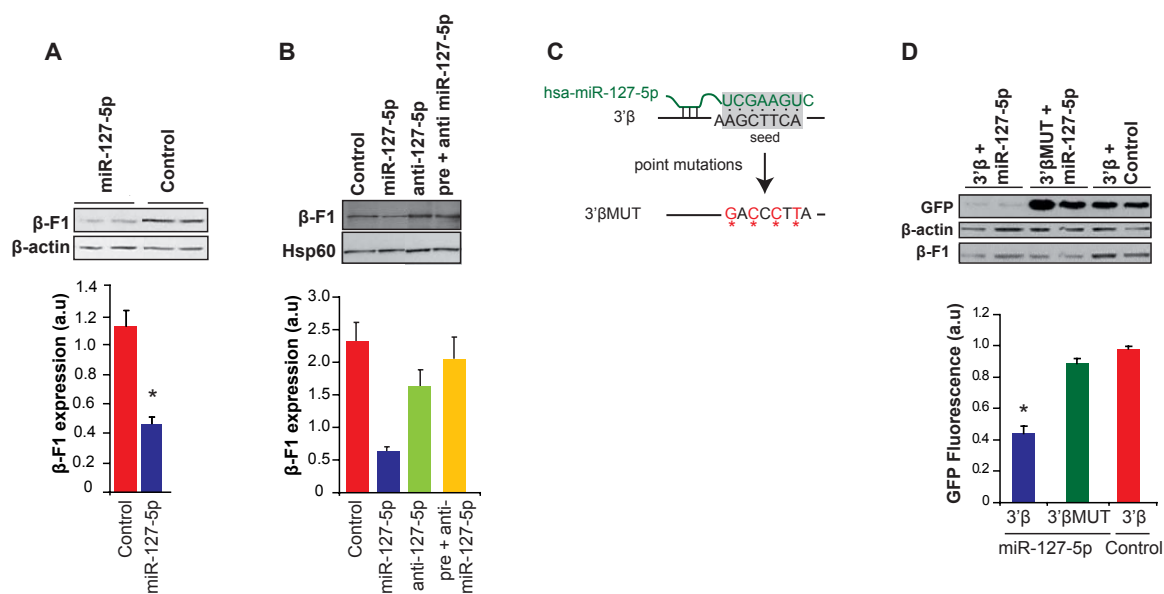 A
miR-127-5p
Control
β-F1
β-actin
β-F1 expression (a.u)
1.4
1.2
1.0
0.8
0.6
0.4
0.2
0
*
Control
miR-127-5p
B
Control
miR-127-5p
anti-127-5p
pre + anti miR-127-5p
β-F1
Hsp60
β-F1 expression (a.u)
3.0
2.5
2.0
1.5
1.0
0.5
0
Control
miR-127-5p
anti-127-5p
pre + anti-
miR-127-5p
C
hsa-miR-127-5p
UCGAAGUC
3'β
AAGCTTCA
seed
point mutations
3'βMUT
GACCCTTA
* * * *
D
3'β +
miR-127-5p
3'βMUT +
miR-127-5p
3'β +
Control
GFP
β-actin
β-F1
GFP Fluorescence (a.u)
1.2
1.0
0.8
0.6
0.4
0.2
0
*
3'β
3'βMUT
3'β
miR-127-5p
Control